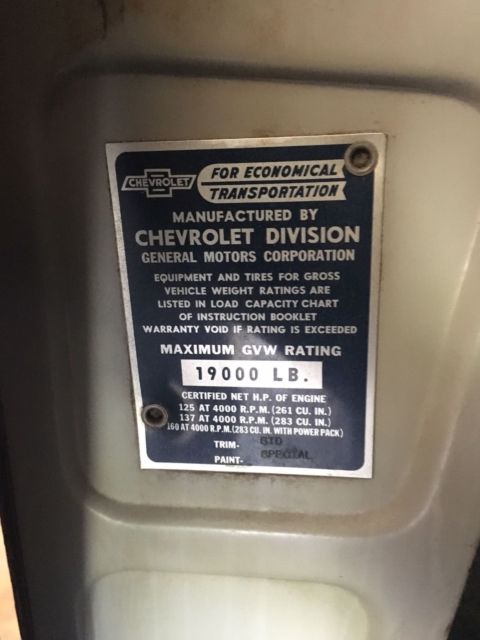 CHEVROLET
FOR ECONOMICAL
TRANSPORTATION
MANUFACTURED BY
CHEVROLET DIVISION
GENERAL MOTORS CORPORATION
EQUIPMENT AND TIRES FOR GROSS
VEHICLE WEIGHT RATINGS ARE
LISTED IN LOAD CAPACITY CHART
OF INSTRUCTION BOOKLET
WARRANTY VOID IF RATING IS EXCEEDED
MAXIMUM GVW RATING
19000 LB.
CERTIFIED NET H.P. OF ENGINE
125 AT 4000 R.P.M. (261 CU. IN.)
137 AT 4000 R.P.M. (283 CU. IN.)
160 AT 4000 R.P.M. (283 CU. IN. WITH POWER PACK)
TRIM- STD
PAINT- SPECIAL